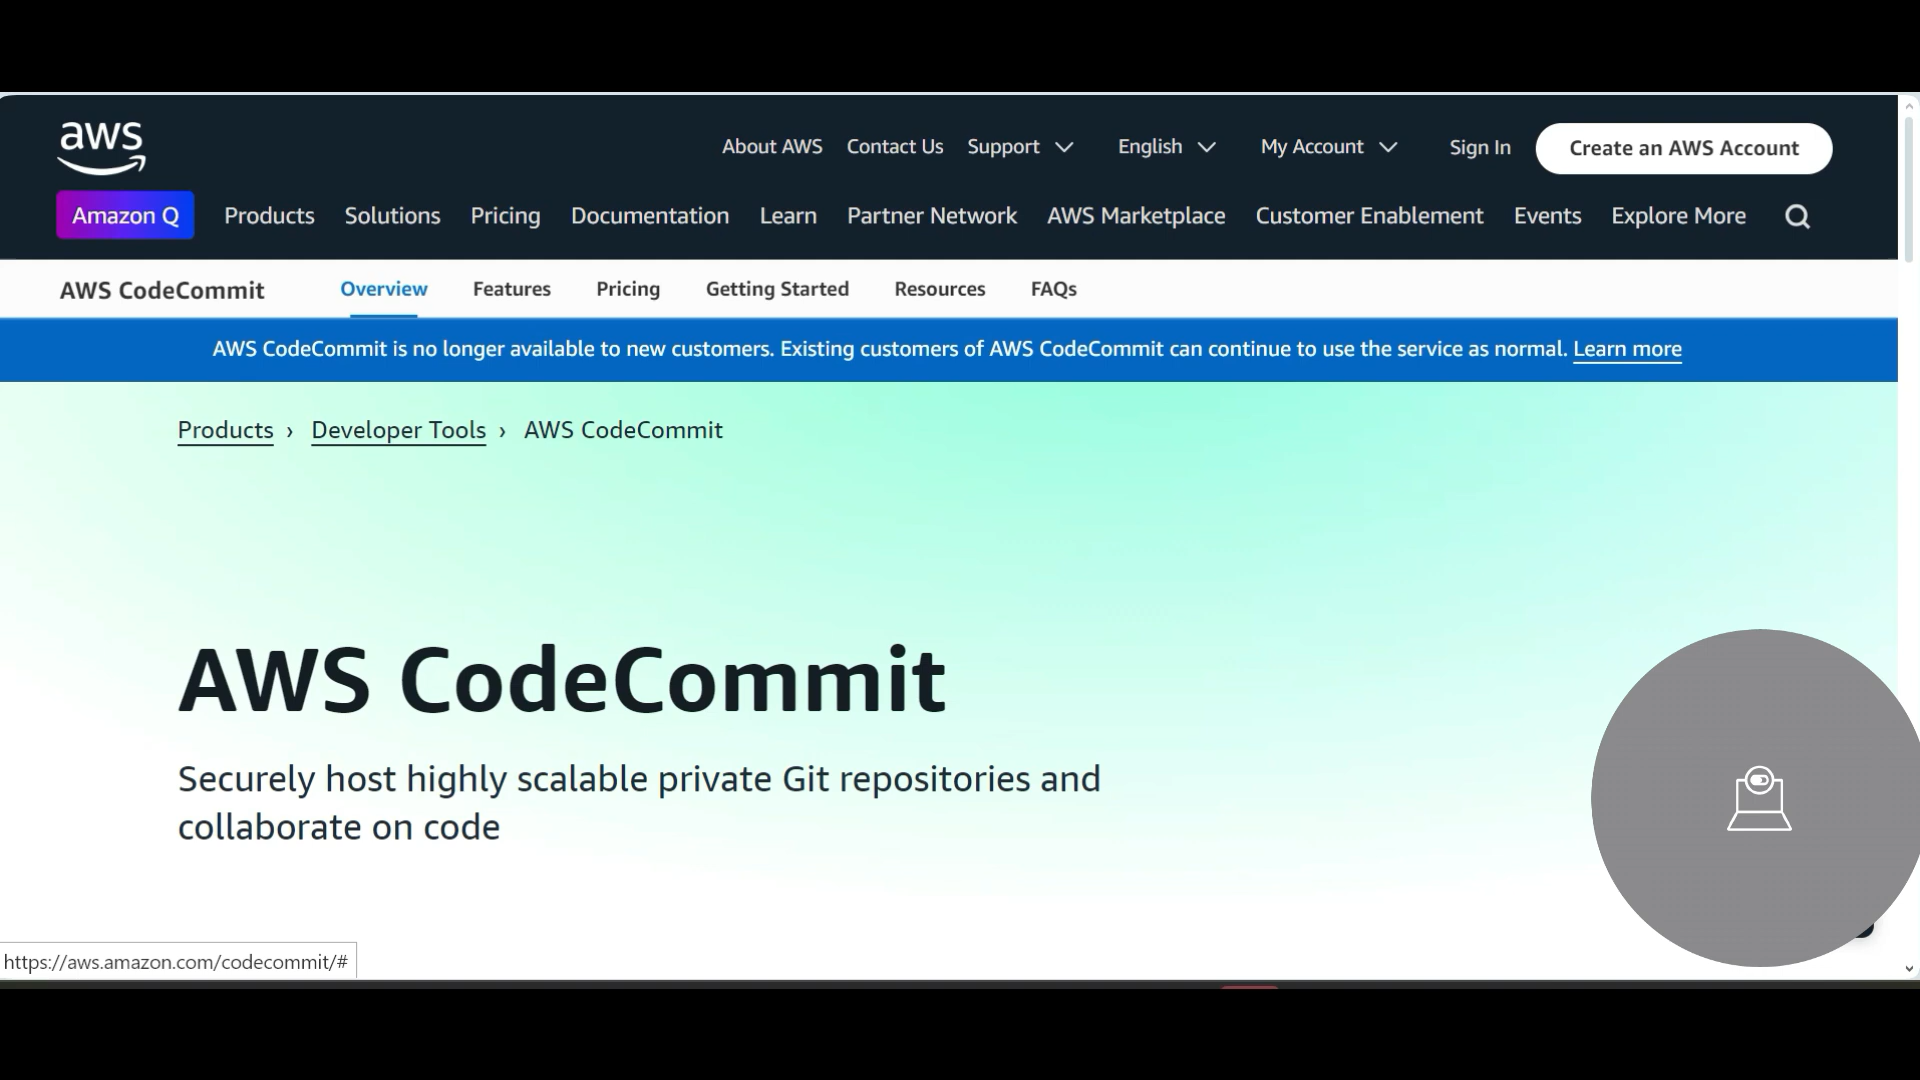 aws
About AWS Contact Us Support English My Account Sign In Create an AWS Account
Amazon Q Products Solutions Pricing Documentation Learn Partner Network AWS Marketplace Customer Enablement Events Explore More
AWS CodeCommit Overview Features Pricing Getting Started Resources FAQs
AWS CodeCommit is no longer available to new customers. Existing customers of AWS CodeCommit can continue to use the service as normal. Learn more
Products › Developer Tools › AWS CodeCommit
AWS CodeCommit
Securely host highly scalable private Git repositories and
collaborate on code
https://aws.amazon.com/codecommit/#